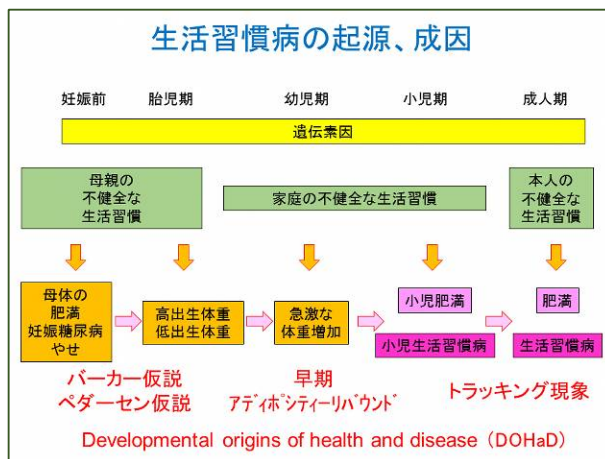 生活習慣病の起源、成因
妊娠前 胎児期 幼児期 小児期 成人期
遺伝素因
母親の
不健全な
生活習慣
家庭の不健全な生活習慣
本人の
不健全な
生活習慣
母体の
肥満
妊娠糖尿病
やせ
高出生体重
低出生体重
急激な
体重増加
小児肥満
小児生活習慣病
肥満
生活習慣病
バーカー仮説
ペダーセン仮説
早期
アディポシティーリバウンド
トラッキング現象
Developmental origins of health and disease（DOHaD）